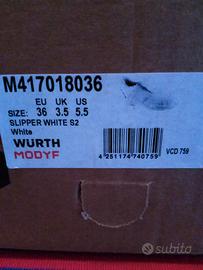 M417018036
EU UK US
SIZE: 36 3.5 5.5
SLIPPER WHITE S2
White
WÜRTH
MODYF
4 251174 740759
VCD 759
subito